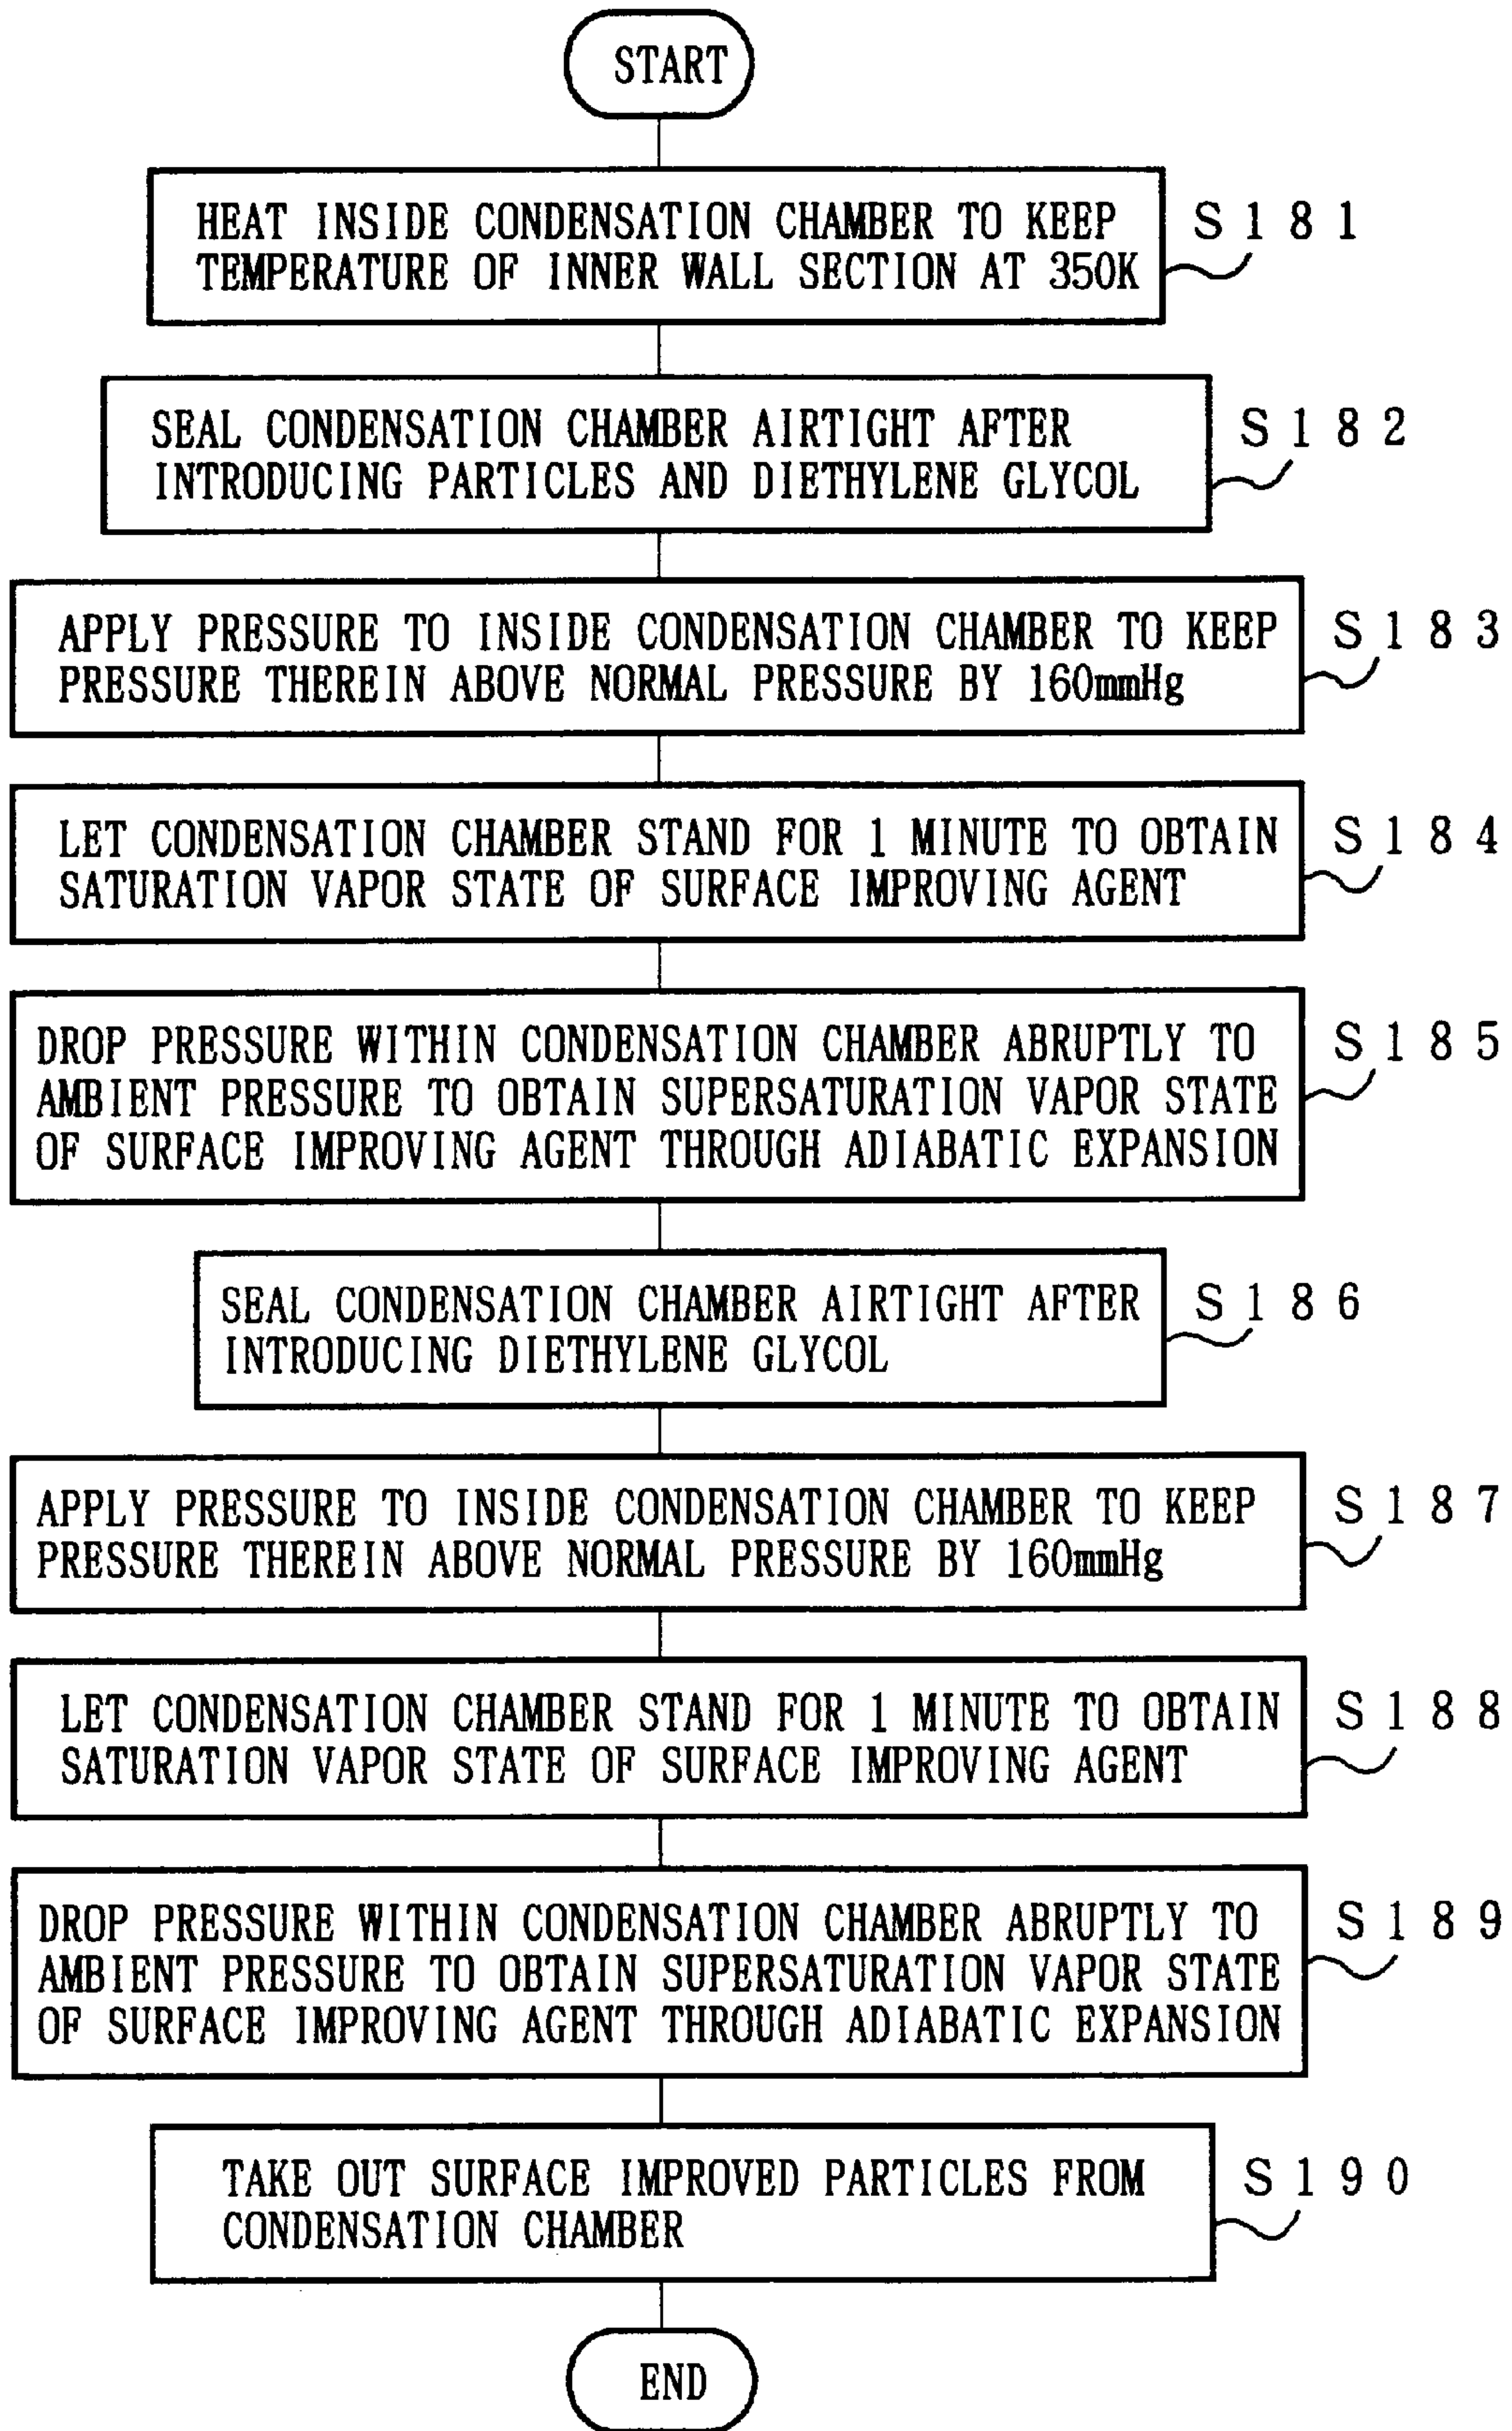 START
HEAT INSIDE CONDENSATION CHAMBER TO KEEP
TEMPERATURE OF INNER WALL SECTION AT 350K
S181
SEAL CONDENSATION CHAMBER AIRTIGHT AFTER
INTRODUCING PARTICLES AND DIETHYLENE GLYCOL
S182
APPLY PRESSURE TO INSIDE CONDENSATION CHAMBER TO KEEP
PRESSURE THEREIN ABOVE NORMAL PRESSURE BY 160mmHg
S183
LET CONDENSATION CHAMBER STAND FOR 1 MINUTE TO OBTAIN
SATURATION VAPOR STATE OF SURFACE IMPROVING AGENT
S184
DROP PRESSURE WITHIN CONDENSATION CHAMBER ABRUPTLY TO
AMBIENT PRESSURE TO OBTAIN SUPERSATURATION VAPOR STATE
OF SURFACE IMPROVING AGENT THROUGH ADIABATIC EXPANSION
S185
SEAL CONDENSATION CHAMBER AIRTIGHT AFTER
INTRODUCING DIETHYLENE GLYCOL
S186
APPLY PRESSURE TO INSIDE CONDENSATION CHAMBER TO KEEP
PRESSURE THEREIN ABOVE NORMAL PRESSURE BY 160mmHg
S187
LET CONDENSATION CHAMBER STAND FOR 1 MINUTE TO OBTAIN
SATURATION VAPOR STATE OF SURFACE IMPROVING AGENT
S188
DROP PRESSURE WITHIN CONDENSATION CHAMBER ABRUPTLY TO
AMBIENT PRESSURE TO OBTAIN SUPERSATURATION VAPOR STATE
OF SURFACE IMPROVING AGENT THROUGH ADIABATIC EXPANSION
S189
TAKE OUT SURFACE IMPROVED PARTICLES FROM
CONDENSATION CHAMBER
S190
END